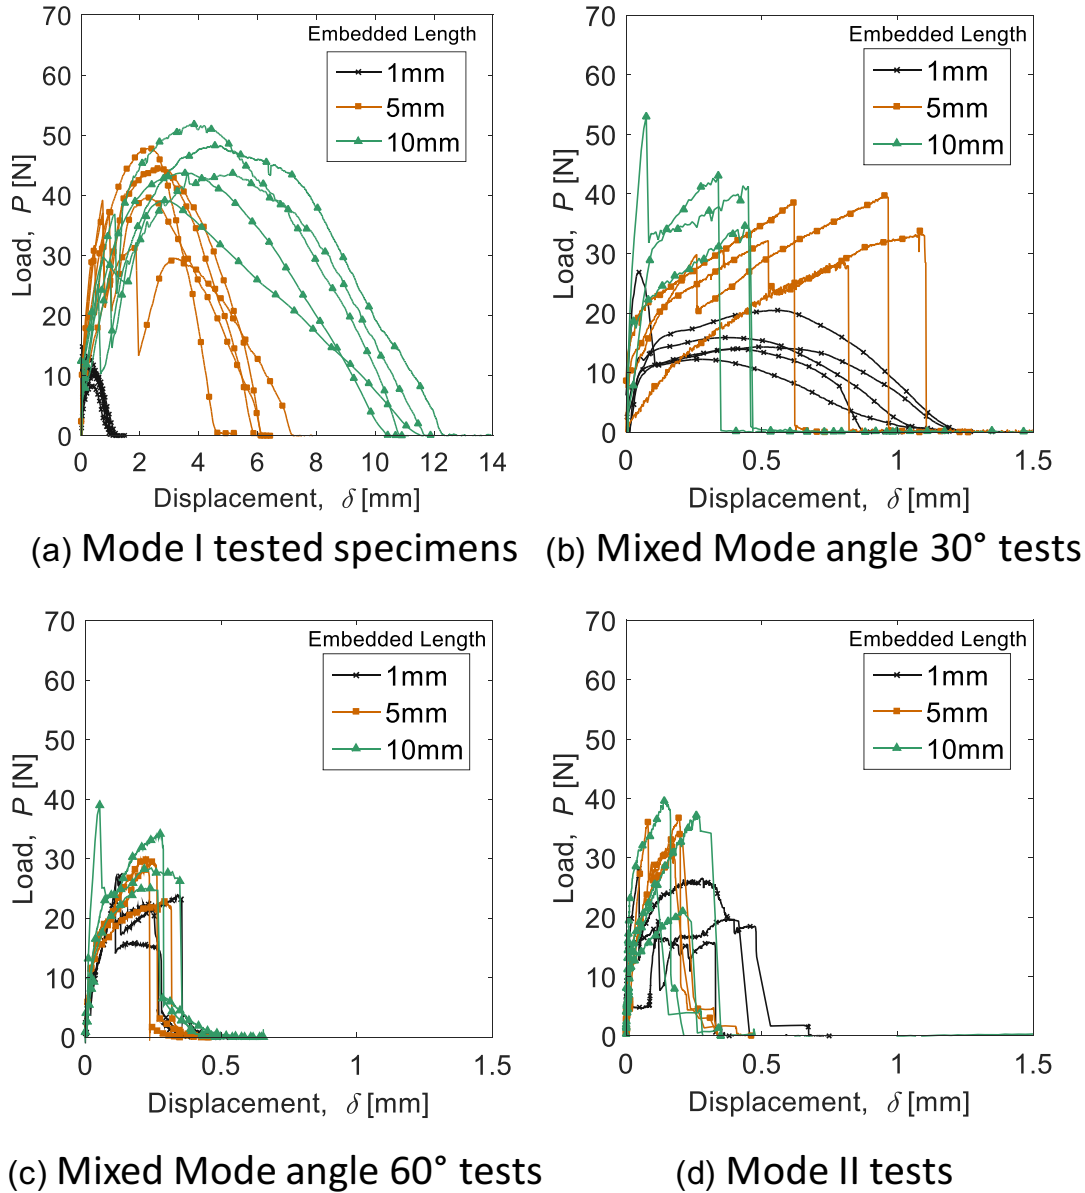 Embedded Length
1mm
5mm
10mm
70
60
50
40
30
20
10
0
Load, P [N]
0 2 4 6 8 10 12 14
Displacement, δ [mm]
(a) Mode I tested specimens
Embedded Length
1mm
5mm
10mm
70
60
50
40
30
20
10
0
Load, P [N]
0 0.5 1 1.5
Displacement, δ [mm]
(b) Mixed Mode angle 30° tests
Embedded Length
1mm
5mm
10mm
70
60
50
40
30
20
10
0
Load, P [N]
0 0.5 1 1.5
Displacement, δ [mm]
(c) Mixed Mode angle 60° tests
Embedded Length
1mm
5mm
10mm
70
60
50
40
30
20
10
0
Load, P [N]
0 0.5 1 1.5
Displacement, δ [mm]
(d) Mode II tests